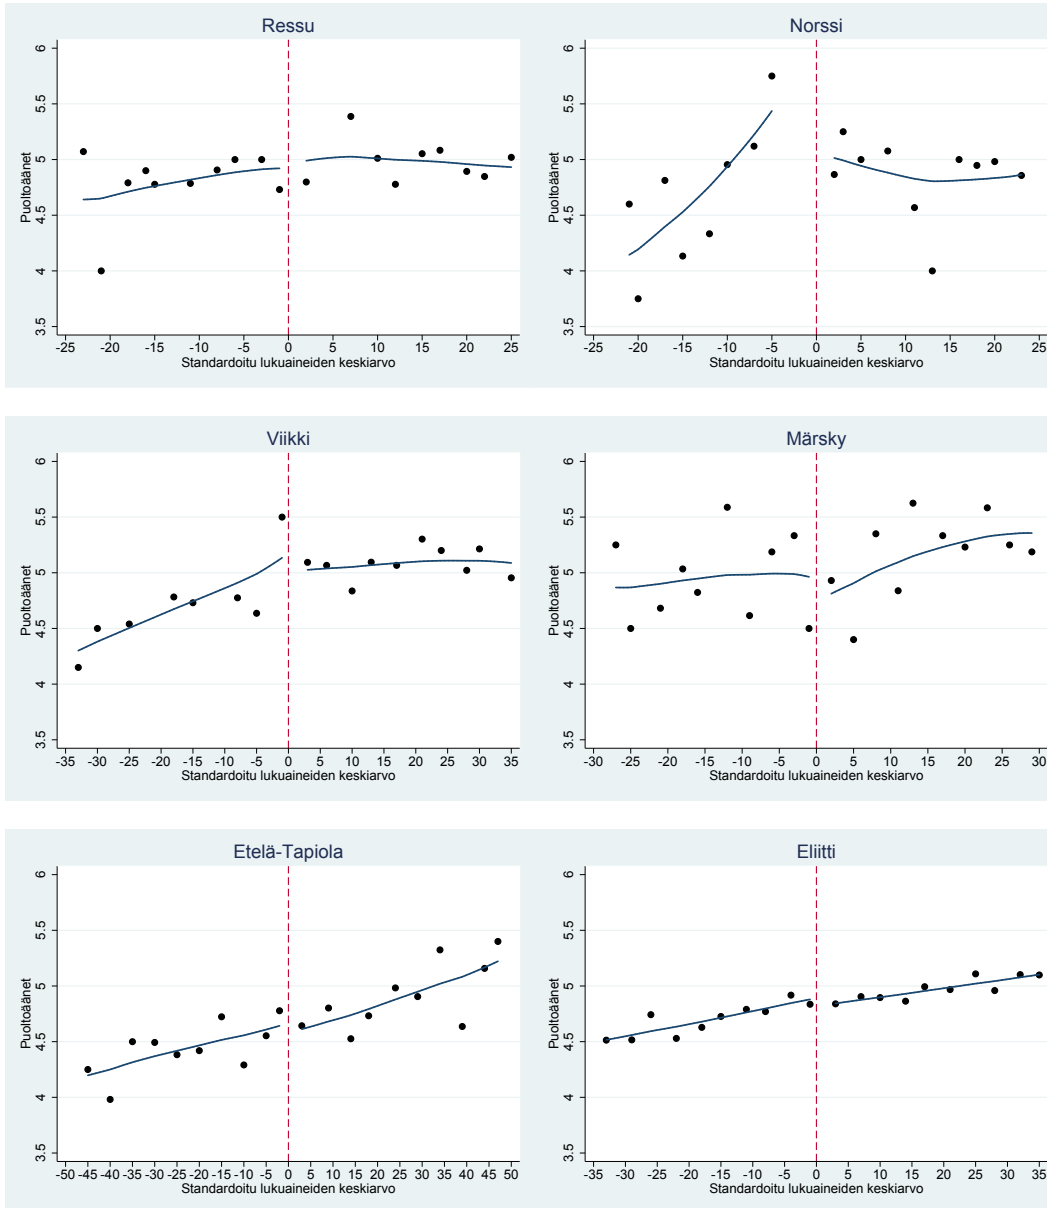 Ressu
Puoltoäänet
3.5 4 4.5 5 5.5 6
-25 -20 -15 -10 -5 0 5 10 15 20 25
Standardoitu lukuaineiden keskiarvo
Norssi
Puoltoäänet
3.5 4 4.5 5 5.5 6
-25 -20 -15 -10 -5 0 5 10 15 20 25
Standardoitu lukuaineiden keskiarvo
Viikki
Puoltoäänet
3.5 4 4.5 5 5.5 6
-35 -30 -25 -20 -15 -10 -5 0 5 10 15 20 25 30 35
Standardoitu lukuaineiden keskiarvo
Märsky
Puoltoäänet
3.5 4 4.5 5 5.5 6
-30 -25 -20 -15 -10 -5 0 5 10 15 20 25 30
Standardoitu lukuaineiden keskiarvo
Etelä-Tapiola
Puoltoäänet
3.5 4 4.5 5 5.5 6
-50 -45 -40 -35 -30 -25 -20 -15 -10 -5 0 5 10 15 20 25 30 35 40 45 50
Standardoitu lukuaineiden keskiarvo
Eliitti
Puoltoäänet
3.5 4 4.5 5 5.5 6
-35 -30 -25 -20 -15 -10 -5 0 5 10 15 20 25 30 35
Standardoitu lukuaineiden keskiarvo